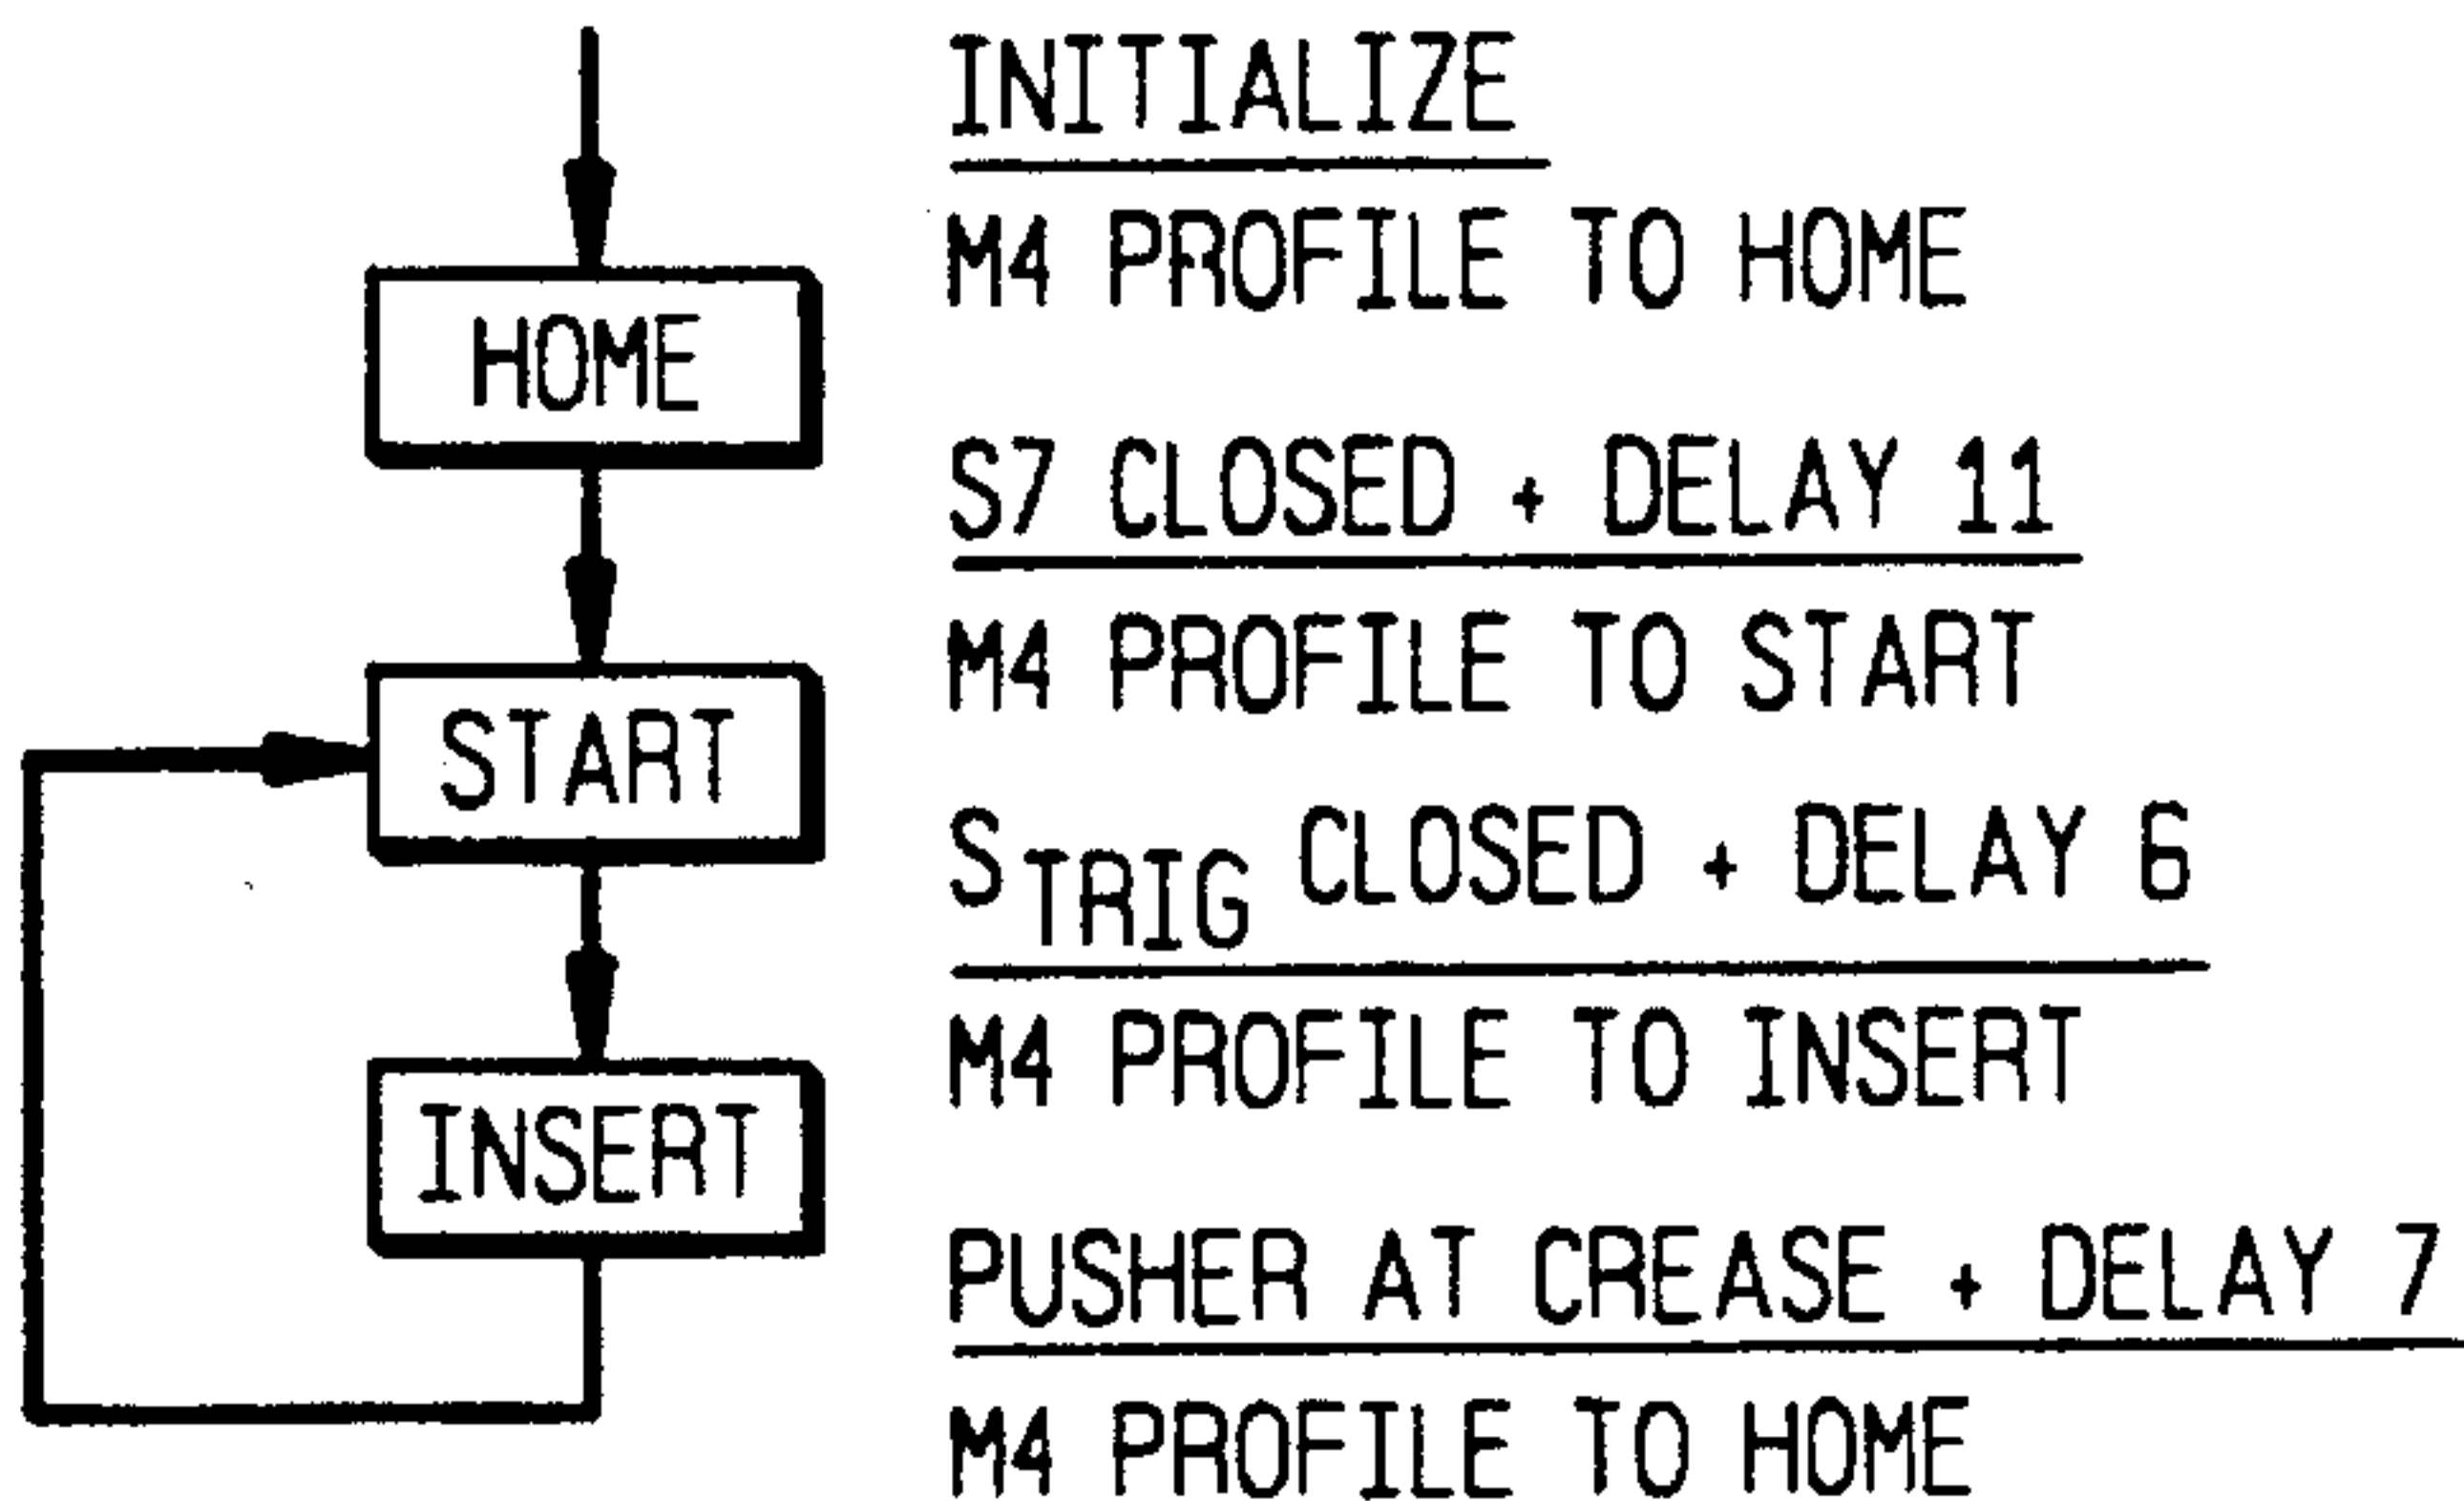 INITIALIZE
M4 PROFILE TO HOME
HOME
S7 CLOSED + DELAY 11
M4 PROFILE TO START
START
STRIG CLOSED + DELAY 6
M4 PROFILE TO INSERT
INSERT
PUSHER AT CREASE + DELAY 7
M4 PROFILE TO HOME